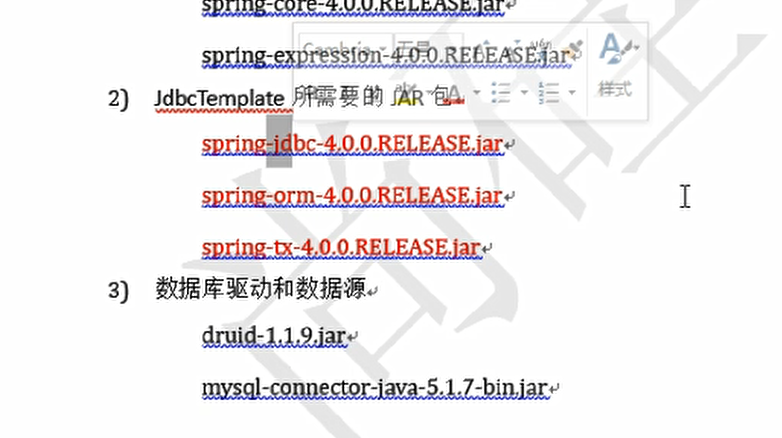 spring-core-4.0.0.RELEASE.jar
spring-expression-4.0.0.RELEASE.jar
样式
2) JdbcTemplate 所需要的 JAR 包
spring-jdbc-4.0.0.RELEASE.jar
spring-orm-4.0.0.RELEASE.jar
spring-tx-4.0.0.RELEASE.jar
3) 数据库驱动和数据源
druid-1.1.9.jar
mysql-connector-java-5.1.7-bin.jar